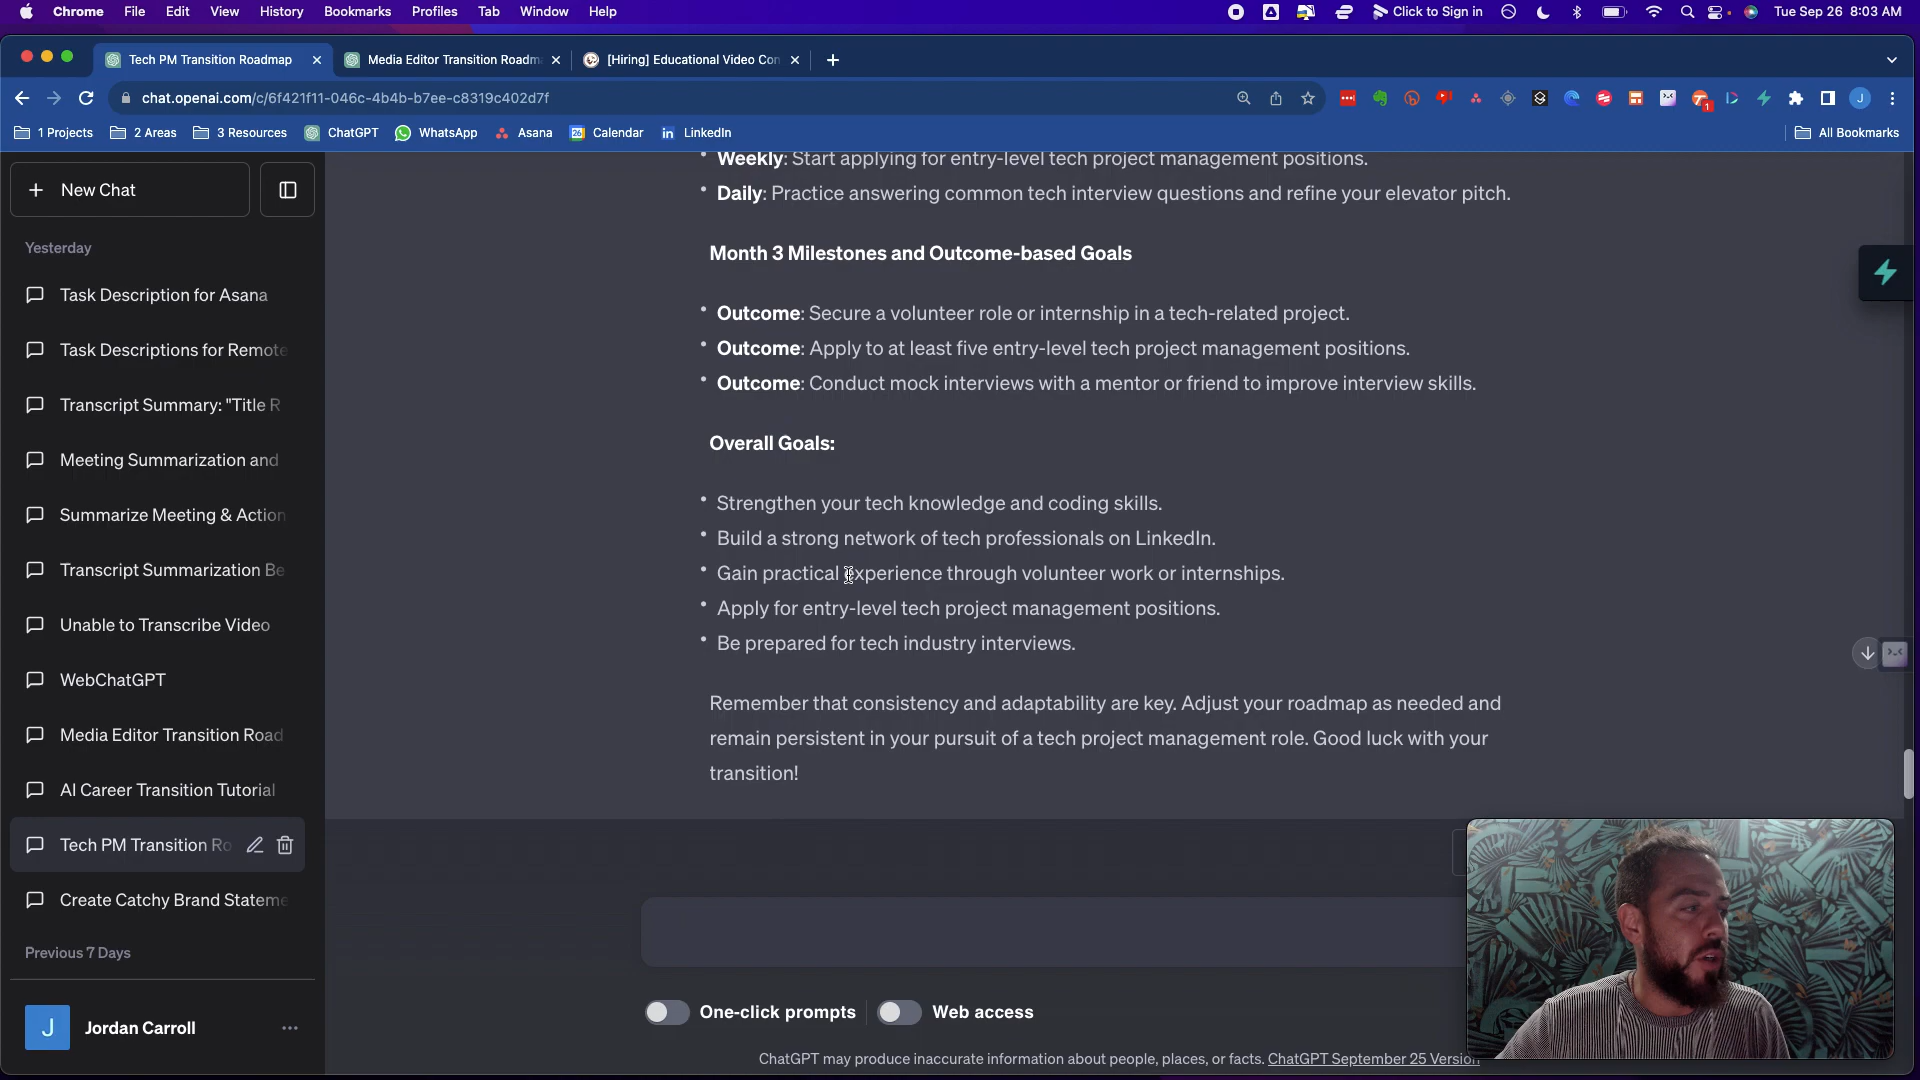 Chrome File Edit View History Bookmarks Profiles Tab Window Help Click to Sign in Tue Sep 26 8:03 AM
Tech PM Transition Roadmap Media Editor Transition Roadm [Hiring] Educational Video Con
chat.openai.com/c/6f421f11-046c-4b4b-b7ee-c8319c402d7f
1 Projects 2 Areas 3 Resources ChatGPT WhatsApp Asana 26 Calendar LinkedIn All Bookmarks
New Chat
Yesterday
Task Description for Asana
Task Descriptions for Remote
Transcript Summary: "Title R
Meeting Summarization and
Summarize Meeting & Action
Transcript Summarization Be
Unable to Transcribe Video
WebChatGPT
Media Editor Transition Road
AI Career Transition Tutorial
Tech PM Transition Ro
Create Catchy Brand Stateme
Previous 7 Days
J Jordan Carroll
• Weekly: Start applying for entry-level tech project management positions.
• Daily: Practice answering common tech interview questions and refine your elevator pitch.
Month 3 Milestones and Outcome-based Goals
• Outcome: Secure a volunteer role or internship in a tech-related project.
• Outcome: Apply to at least five entry-level tech project management positions.
• Outcome: Conduct mock interviews with a mentor or friend to improve interview skills.
Overall Goals:
• Strengthen your tech knowledge and coding skills.
• Build a strong network of tech professionals on LinkedIn.
• Gain practical experience through volunteer work or internships.
• Apply for entry-level tech project management positions.
• Be prepared for tech industry interviews.
Remember that consistency and adaptability are key. Adjust your roadmap as needed and
remain persistent in your pursuit of a tech project management role. Good luck with your
transition!
One-click prompts Web access
ChatGPT may produce inaccurate information about people, places, or facts. ChatGPT September 25 Version